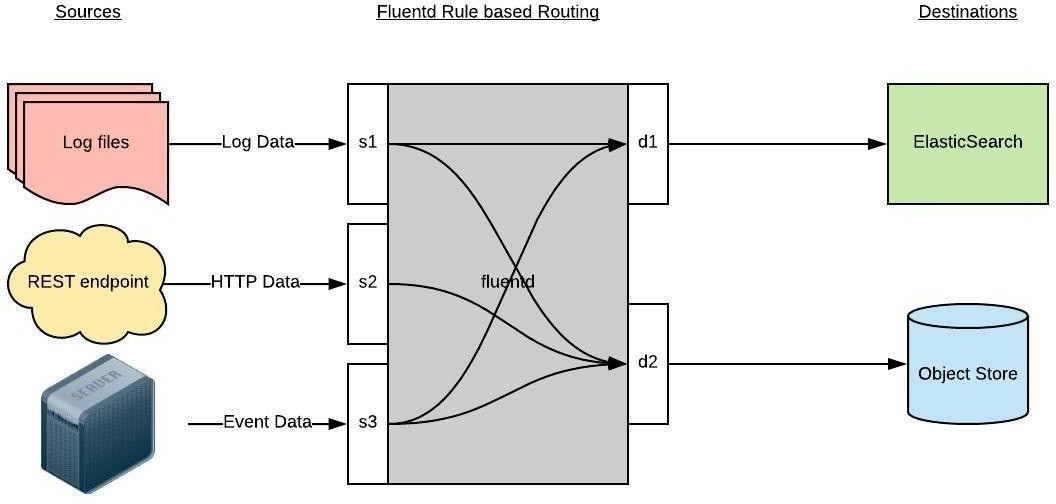 Sources
Fluentd Rule based Routing
Destinations
Log files
Log Data
s1
d1
ElasticSearch
REST endpoint
HTTP Data
s2
fluentd
d2
Object Store
SERVER
Event Data
s3